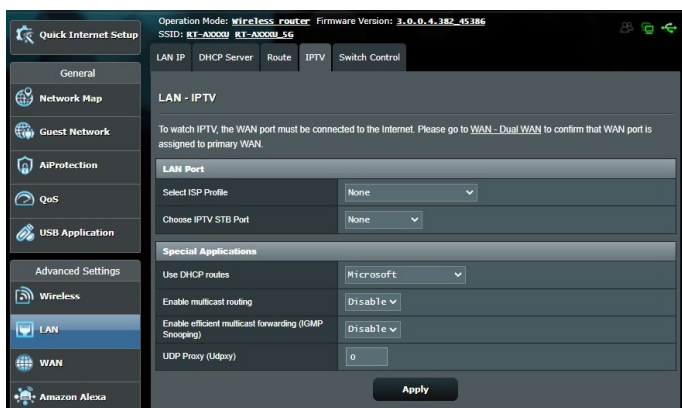 Quick Internet Setup
General
Network Map
Guest Network
AiProtection
QoS
USB Application
Advanced Settings
Wireless
LAN
WAN
Amazon Alexa
Operation Mode: Wireless router Firmware Version: 3.0.0.4.382_45386
SSID: RT-AXXXU RT-AXXXU_5G
LAN IP DHCP Server Route IPTV Switch Control
LAN - IPTV
To watch IPTV, the WAN port must be connected to the Internet. Please go to WAN - Dual WAN to confirm that WAN port is
assigned to primary WAN.
LAN Port
Select ISP Profile None
Choose IPTV STB Port None
Special Applications
Use DHCP routes Microsoft
Enable multicast routing Disable
Enable efficient multicast forwarding (IGMP
Snooping) Disable
UDP Proxy (Udpxy) 0
Apply